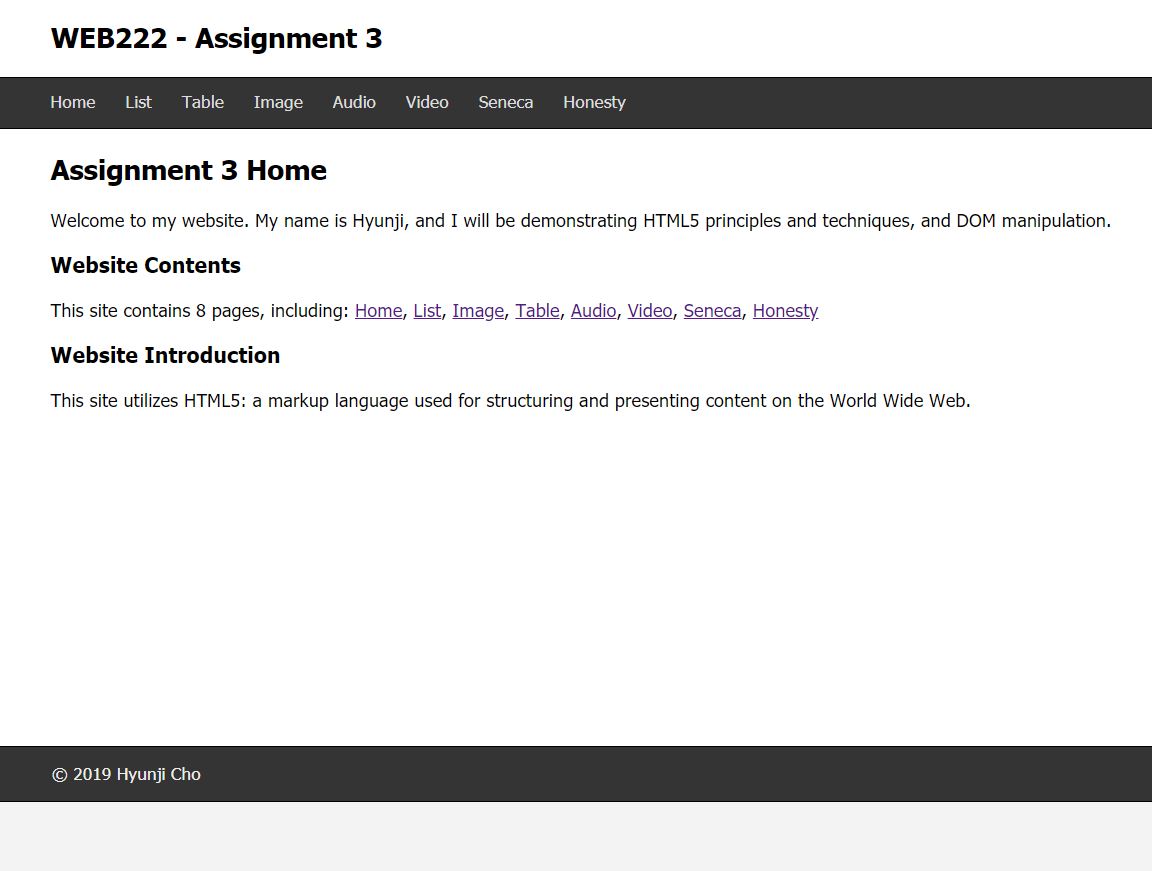 WEB222 - Assignment 3
Home List Table Image Audio Video Seneca Honesty
Assignment 3 Home
Welcome to my website. My name is Hyunji, and I will be demonstrating HTML5 principles and techniques, and DOM manipulation.
Website Contents
This site contains 8 pages, including: Home, List, Image, Table, Audio, Video, Seneca, Honesty
Website Introduction
This site utilizes HTML5: a markup language used for structuring and presenting content on the World Wide Web.
© 2019 Hyunji Cho